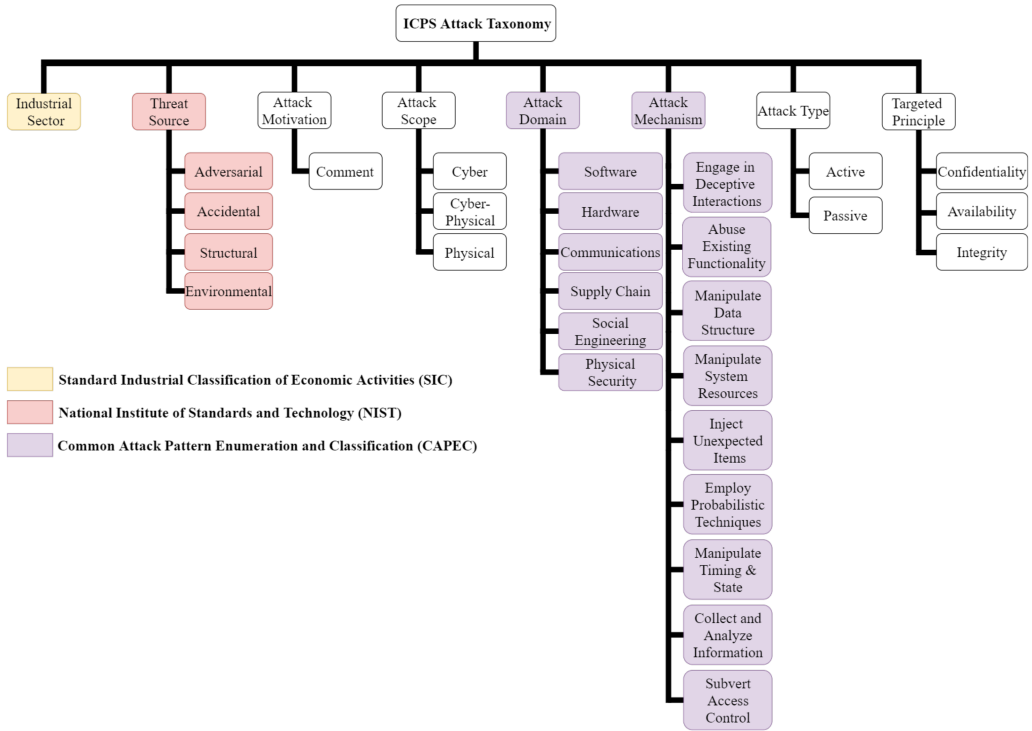 ICPS Attack Taxonomy
Industrial
Sector
Threat
Source
Attack
Motivation
Attack
Scope
Attack
Domain
Attack
Mechanism
Attack Type
Targeted
Principle
Adversarial
Accidental
Structural
Environmental
Comment
Cyber
Cyber-
Physical
Physical
Software
Hardware
Communications
Supply Chain
Social
Engineering
Physical
Security
Engage in
Deceptive
Interactions
Abuse
Existing
Functionality
Manipulate
Data
Structure
Manipulate
System
Resources
Inject
Unexpected
Items
Employ
Probabilistic
Techniques
Manipulate
Timing &
State
Collect and
Analyze
Information
Subvert
Access
Control
Active
Passive
Confidentiality
Availability
Integrity
Standard Industrial Classification of Economic Activities (SIC)
National Institute of Standards and Technology (NIST)
Common Attack Pattern Enumeration and Classification (CAPEC)